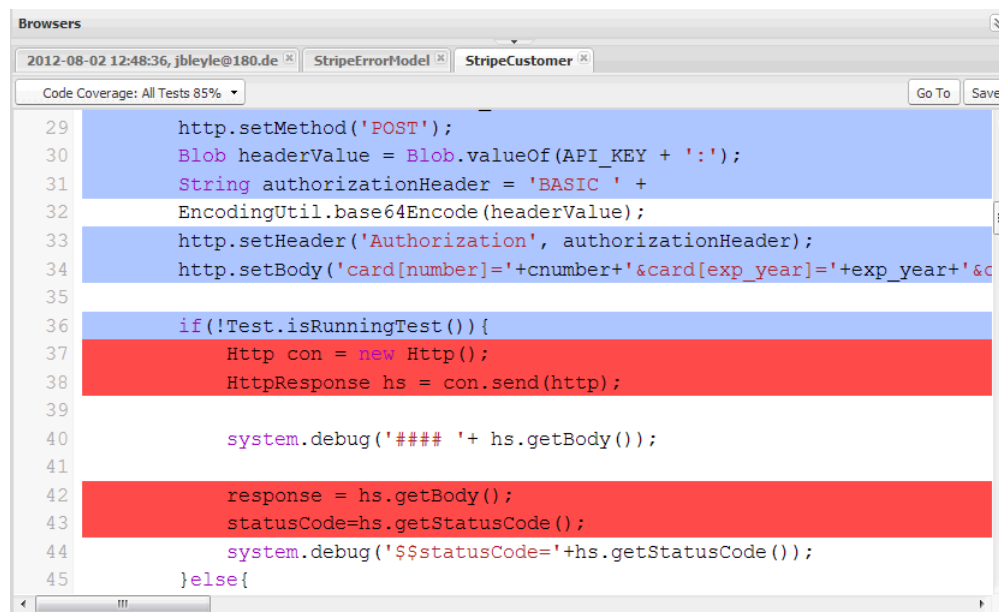 Browsers
2012-08-02 12:48:36, jbleyle@180.de StripeErrorModel StripeCustomer
Code Coverage: All Tests 85% Go To Save
29 http.setMethod('POST');
30 Blob headerValue = Blob.valueOf(API_KEY + ':');
31 String authorizationHeader = 'BASIC ' +
32 EncodingUtil.base64Encode(headerValue);
33 http.setHeader('Authorization', authorizationHeader);
34 http.setBody('card[number]='+cnumber+'&card[exp_year]='+exp_year+'&c
35
36 if(!Test.isRunningTest()){
37 Http con = new Http();
38 HttpResponse hs = con.send(http);
39
40 system.debug('#### '+ hs.getBody());
41
42 response = hs.getBody();
43 statusCode=hs.getStatusCode();
44 system.debug('$$statusCode='+hs.getStatusCode());
45 }else{